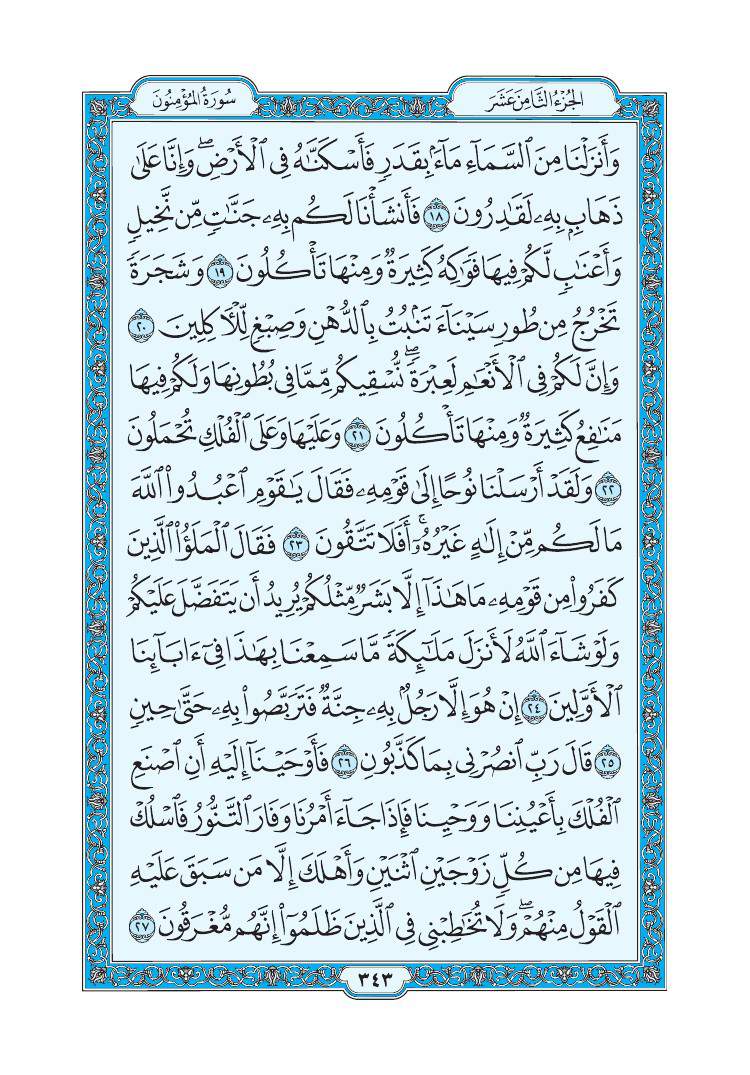 الجُزْءُ الثَّامِنَ عَشَرَ
سُورَةُ المُؤْمِنُونَ
وَأَنزَلۡنَا مِنَ ٱلسَّمَآءِ مَآءَۢ بِقَدَرٖ فَأَسۡكَنَّٰهُ فِي ٱلۡأَرۡضِۖ وَإِنَّا عَلَىٰ
ذَهَابِۭ بِهِۦ لَقَٰدِرُونَ ١٨ فَأَنشَأۡنَا لَكُم بِهِۦ جَنَّٰتٖ مِّن نَّخِيلٖ
وَأَعۡنَٰبٖ لَّكُمۡ فِيهَا فَوَٰكِهُ كَثِيرَةٞ وَمِنۡهَا تَأۡكُلُونَ ١٩ وَشَجَرَةٗ
تَخۡرُجُ مِن طُورِ سَيۡنَآءَ تَنۢبُتُ بِٱلدُّهۡنِ وَصِبۡغٖ لِّلۡأٓكِلِينَ ٢٠
وَإِنَّ لَكُمۡ فِي ٱلۡأَنۡعَٰمِ لَعِبۡرَةٗۖ نُّسۡقِيكُم مِّمَّا فِي بُطُونِهَا وَلَكُمۡ فِيهَا
مَنَٰفِعُ كَثِيرَةٞ وَمِنۡهَا تَأۡكُلُونَ ٢١ وَعَلَيۡهَا وَعَلَى ٱلۡفُلۡكِ تُحۡمَلُونَ
٢٢ وَلَقَدۡ أَرۡسَلۡنَا نُوحًا إِلَىٰ قَوۡمِهِۦ فَقَالَ يَٰقَوۡمِ ٱعۡبُدُواْ ٱللَّهَ
مَا لَكُم مِّنۡ إِلَٰهٍ غَيۡرُهُۥٓۚ أَفَلَا تَتَّقُونَ ٢٣ فَقَالَ ٱلۡمَلَؤُاْ ٱلَّذِينَ
كَفَرُواْ مِن قَوۡمِهِۦ مَا هَٰذَآ إِلَّا بَشَرٞ مِّثۡلُكُمۡ يُرِيدُ أَن يَتَفَضَّلَ عَلَيۡكُمۡ
وَلَوۡ شَآءَ ٱللَّهُ لَأَنزَلَ مَلَٰٓئِكَةٗ مَّا سَمِعۡنَا بِهَٰذَا فِيٓ ءَابَآئِنَا
ٱلۡأَوَّلِينَ ٢٤ إِنۡ هُوَ إِلَّا رَجُلُۢ بِهِۦ جِنَّةٞ فَتَرَبَّصُواْ بِهِۦ حَتَّىٰ حِينٖ
٢٥ قَالَ رَبِّ ٱنصُرۡنِي بِمَا كَذَّبُونِ ٢٦ فَأَوۡحَيۡنَآ إِلَيۡهِ أَنِ ٱصۡنَعِ
ٱلۡفُلۡكَ بِأَعۡيُنِنَا وَوَحۡيِنَا فَإِذَا جَآءَ أَمۡرُنَا وَفَارَ ٱلتَّنُّورُ فَٱسۡلُكۡ
فِيهَا مِن كُلّٖ زَوۡجَيۡنِ ٱثۡنَيۡنِ وَأَهۡلَكَ إِلَّا مَن سَبَقَ عَلَيۡهِ
ٱلۡقَوۡلُ مِنۡهُمۡۖ وَلَا تُخَٰطِبۡنِي فِي ٱلَّذِينَ ظَلَمُوٓاْ إِنَّهُم مُّغۡرَقُونَ ٢٧
٣٤٣